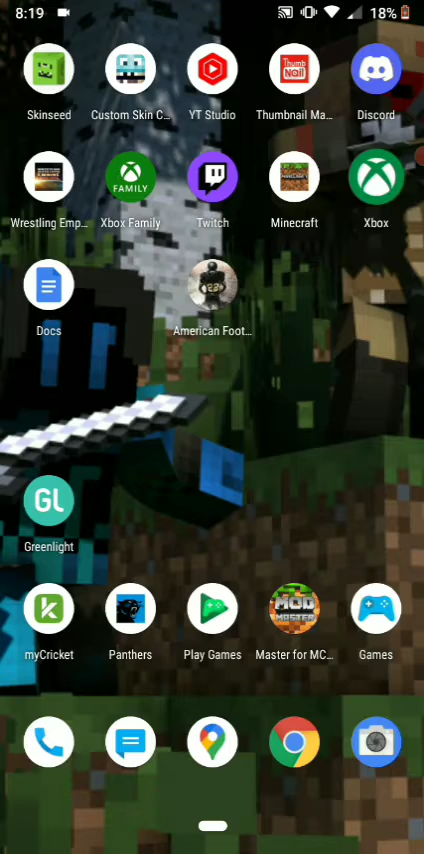 8:19
18%
Thumb
Nail
Skinseed
Custom Skin C...
YT Studio
Thumbnail Ma...
Discord
FAMILY
Wrestling Emp...
Xbox Family
Twitch
Minecraft
Xbox
Docs
American Foot...
GL
Greenlight
MOD
MASTER
myCricket
Panthers
Play Games
Master for MC...
Games